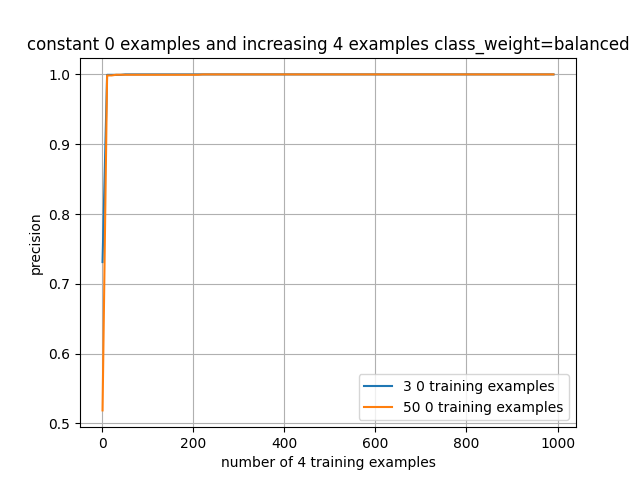 constant 0 examples and increasing 4 examples class_weight=balanced
1.0
0.9
0.8
0.7
0.6
0.5
precision
3 0 training examples
50 0 training examples
0 200 400 600 800 1000
number of 4 training examples